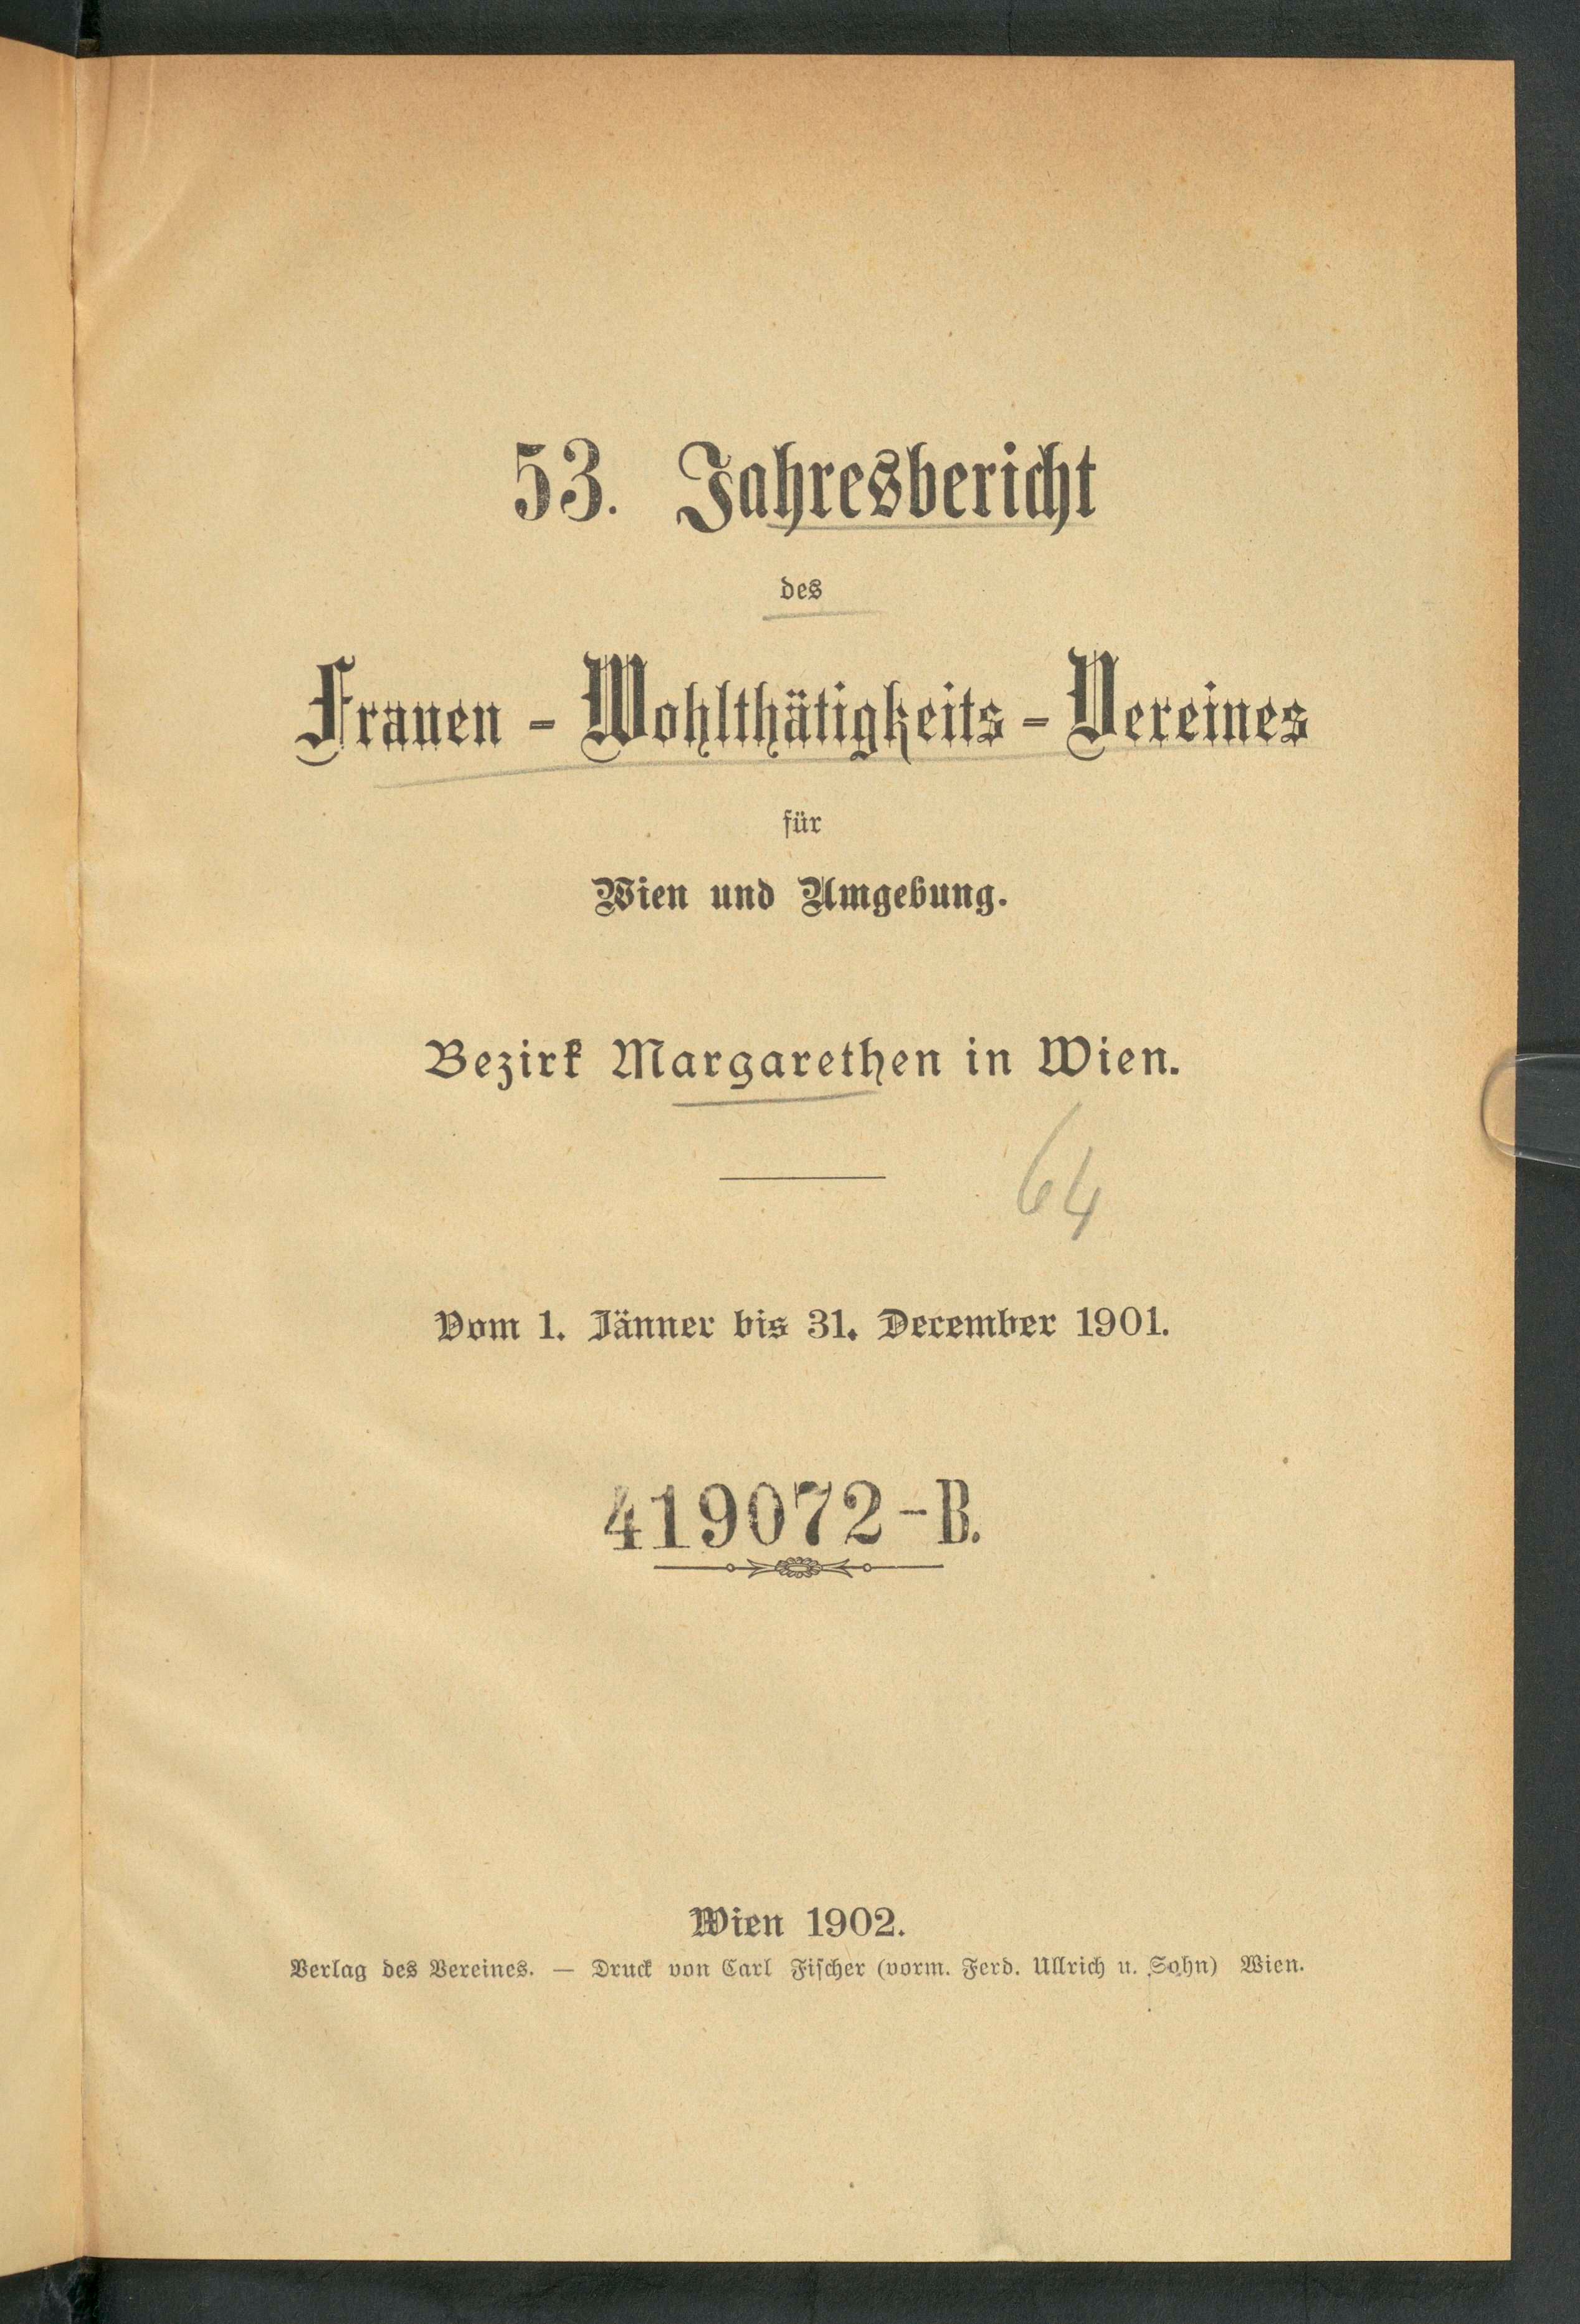 53. Jahresbericht
des
Frauen-Wohlthätigkeits-Vereines
für
Wien und Umgebung.
Bezirk Margarethen in Wien.
64
Vom 1. Jänner bis 31. December 1901.
419072-B.
Wien 1902.
Verlag des Vereines. — Druck von Carl Fischer (vorm. Ferd. Ullrich u. Sohn) Wien.